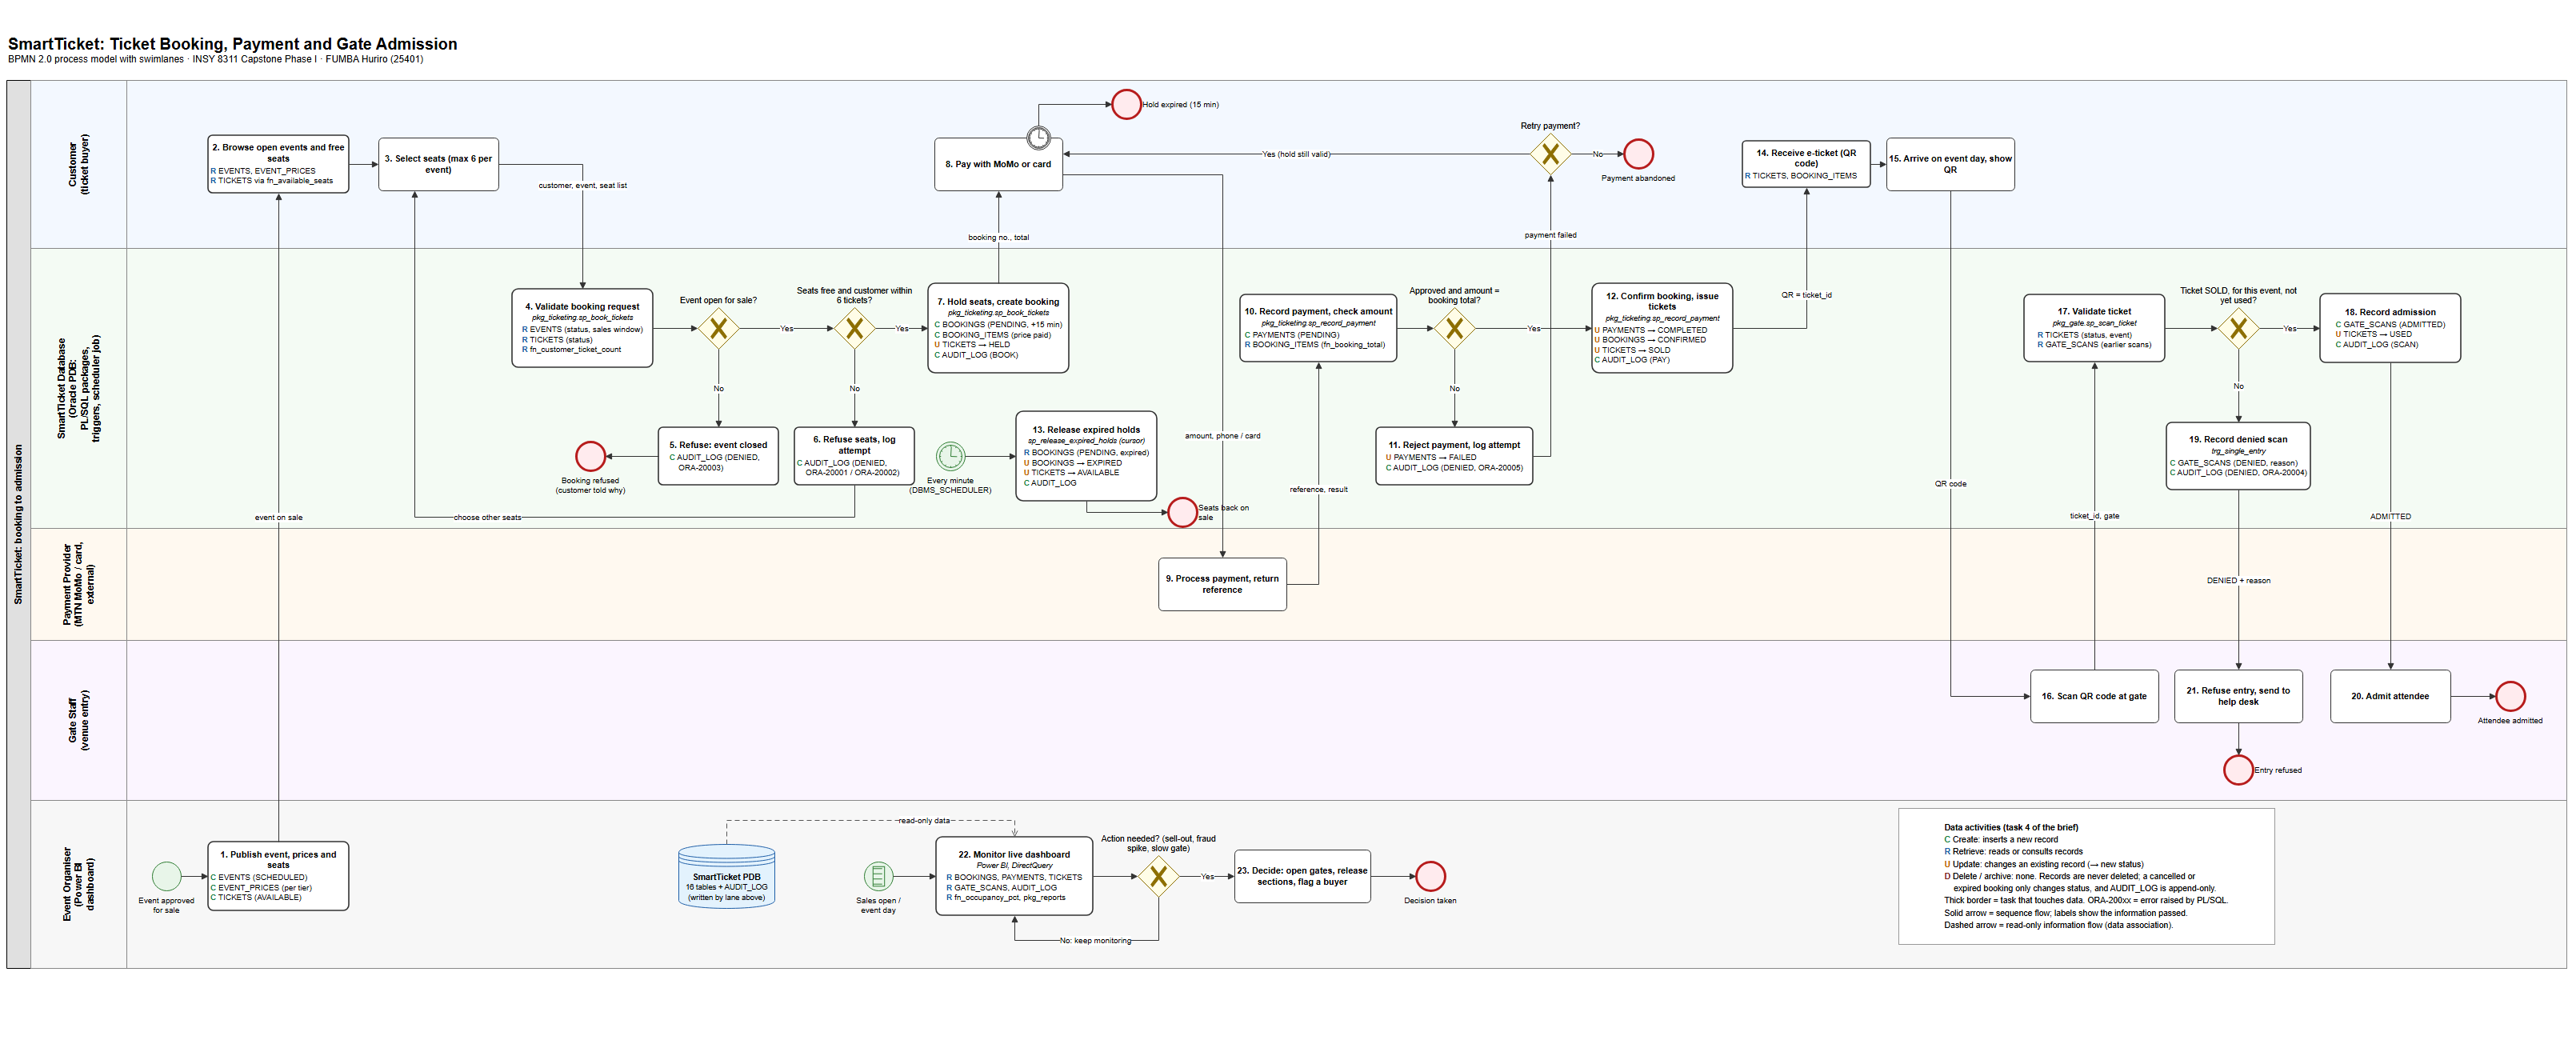 SmartTicket: Ticket Booking, Payment and Gate Admission
BPMN 2.0 process model with swimlanes · INSY 8311 Capstone Phase I · FUMBA Huriro (25401)
SmartTicket: booking to admission
Customer
(ticket buyer)
2. Browse open events and free
seats
R EVENTS, EVENT_PRICES
R TICKETS via fn_available_seats
3. Select seats (max 6 per
event)
customer, event, seat list
Hold expired (15 min)
8. Pay with MoMo or card
booking no., total
Yes (hold still valid)
Retry payment?
No
Payment abandoned
payment failed
14. Receive e-ticket (QR
code)
R TICKETS, BOOKING_ITEMS
15. Arrive on event day, show
QR
SmartTicket Database
(Oracle PDB:
PL/SQL packages,
triggers, scheduler job)
4. Validate booking request
pkg_ticketing.sp_book_tickets
R EVENTS (status, sales window)
R TICKETS (status)
R fn_customer_ticket_count
Event open for sale?
Yes
No
Seats free and customer within
6 tickets?
Yes
No
7. Hold seats, create booking
pkg_ticketing.sp_book_tickets
C BOOKINGS (PENDING, +15 min)
C BOOKING_ITEMS (price paid)
U TICKETS → HELD
C AUDIT_LOG (BOOK)
Booking refused
(customer told why)
5. Refuse: event closed
C AUDIT_LOG (DENIED,
ORA-20003)
6. Refuse seats, log
attempt
C AUDIT_LOG (DENIED,
ORA-20001 / ORA-20002)
choose other seats
event on sale
Every minute
(DBMS_SCHEDULER)
13. Release expired holds
sp_release_expired_holds (cursor)
R BOOKINGS (PENDING, expired)
U BOOKINGS → EXPIRED
U TICKETS → AVAILABLE
C AUDIT_LOG
Seats back on
sale
amount, phone / card
10. Record payment, check amount
pkg_ticketing.sp_record_payment
C PAYMENTS (PENDING)
R BOOKING_ITEMS (fn_booking_total)
reference, result
Approved and amount =
booking total?
Yes
No
11. Reject payment, log attempt
U PAYMENTS → FAILED
C AUDIT_LOG (DENIED, ORA-20005)
12. Confirm booking, issue
tickets
pkg_ticketing.sp_record_payment
U PAYMENTS → COMPLETED
U BOOKINGS → CONFIRMED
U TICKETS → SOLD
C AUDIT_LOG (PAY)
QR = ticket_id
QR code
17. Validate ticket
pkg_gate.sp_scan_ticket
R TICKETS (status, event)
R GATE_SCANS (earlier scans)
ticket_id, gate
Ticket SOLD, for this event, not
yet used?
Yes
No
18. Record admission
C GATE_SCANS (ADMITTED)
U TICKETS → USED
C AUDIT_LOG (SCAN)
19. Record denied scan
trg_single_entry
C GATE_SCANS (DENIED, reason)
C AUDIT_LOG (DENIED, ORA-20004)
ADMITTED
Payment Provider
(MTN MoMo / card,
external)
9. Process payment, return
reference
DENIED + reason
Gate Staff
(venue entry)
16. Scan QR code at gate
21. Refuse entry, send to
help desk
20. Admit attendee
Attendee admitted
Entry refused
Event Organiser
(Power BI
dashboard)
Event approved
for sale
1. Publish event, prices and
seats
C EVENTS (SCHEDULED)
C EVENT_PRICES (per tier)
C TICKETS (AVAILABLE)
read-only data
SmartTicket PDB
16 tables + AUDIT_LOG
(written by lane above)
Sales open /
event day
22. Monitor live dashboard
Power BI, DirectQuery
R BOOKINGS, PAYMENTS, TICKETS
R GATE_SCANS, AUDIT_LOG
R fn_occupancy_pct, pkg_reports
Action needed? (sell-out, fraud
spike, slow gate)
Yes
No: keep monitoring
23. Decide: open gates, release
sections, flag a buyer
Decision taken
Data activities (task 4 of the brief)
C Create: inserts a new record
R Retrieve: reads or consults records
U Update: changes an existing record (→ new status)
D Delete / archive: none. Records are never deleted; a cancelled or
expired booking only changes status, and AUDIT_LOG is append-only.
Thick border = task that touches data. ORA-200xx = error raised by PL/SQL.
Solid arrow = sequence flow; labels show the information passed.
Dashed arrow = read-only information flow (data association).